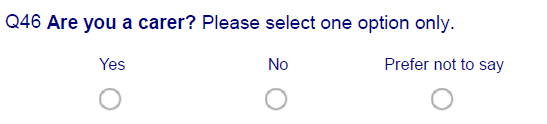 Q46 Are you a carer? Please select one option only.
Yes No Prefer not to say